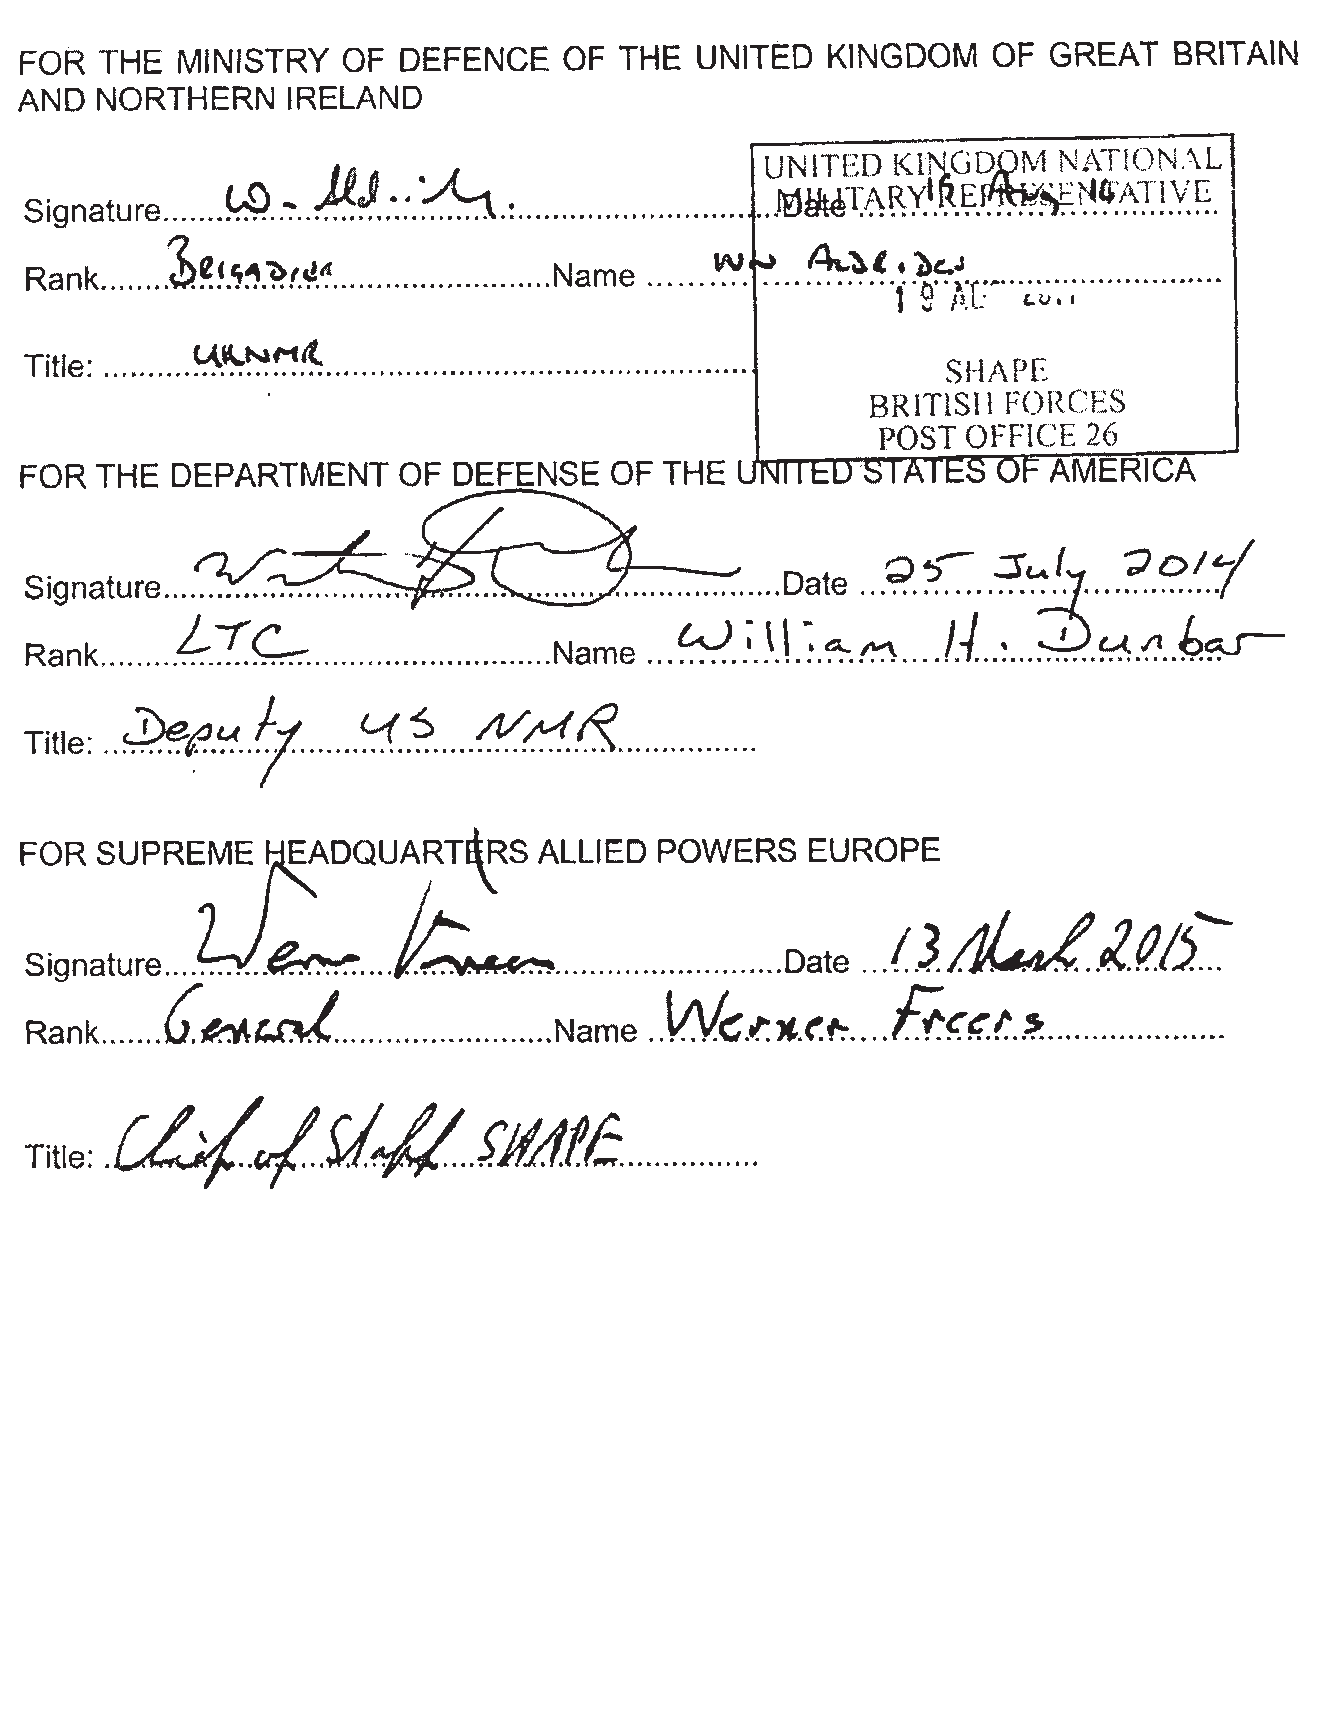 FOR THE MINISTRY OF DEFENCE OF THE UNITED KINGDOM OF GREAT BRITAIN
AND NORTHERN IRELAND
UNITED KINGDOM NATIONAL
MILITARY REPRESENTATIVE
Signature Date Aug
Rank Brigadier Name
Title: UKNMR
SHAPE
BRITISH FORCES
POST OFFICE 26
FOR THE DEPARTMENT OF DEFENSE OF THE UNITED STATES OF AMERICA
Signature Date 25 July 2014
Rank LTC Name William H. Dunbar
Title: Deputy US NMR
FOR SUPREME HEADQUARTERS ALLIED POWERS EUROPE
Signature Date 13 March 2015
Rank General Name Werner Freers
Title: Chief of Staff SHAPE